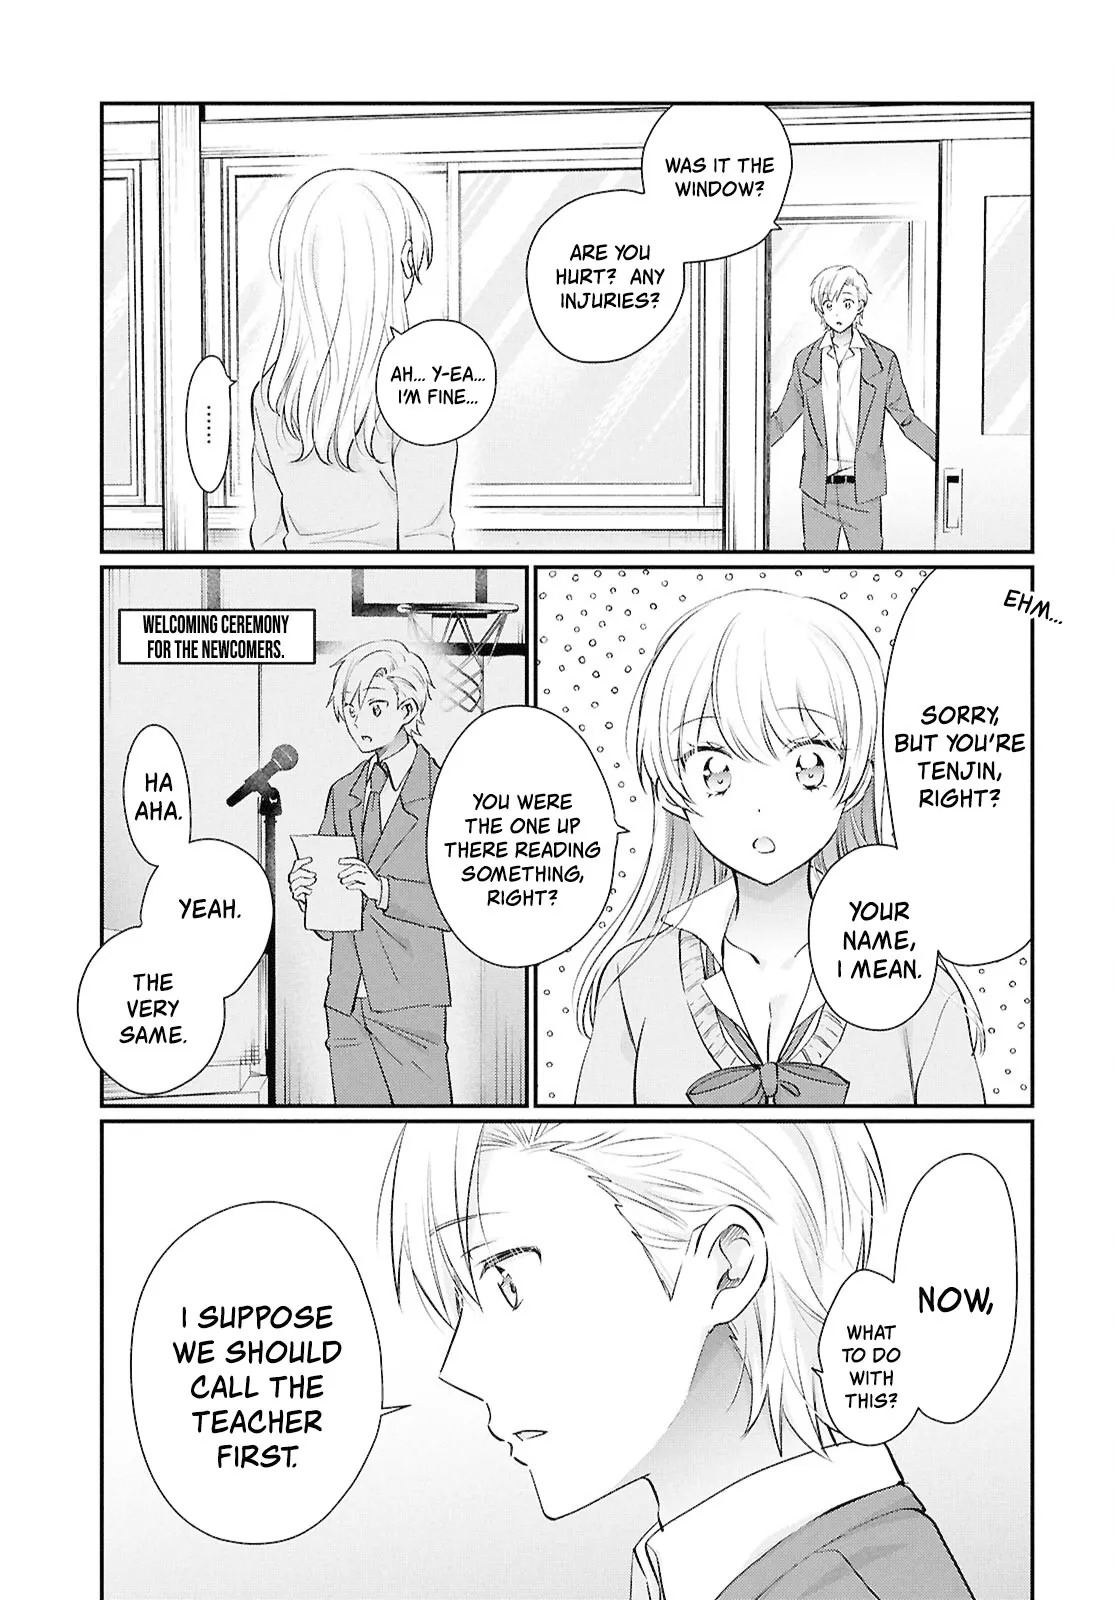 WAS IT THE
WINDOW?
ARE YOU
HURT? ANY
INJURIES?
AH... Y-EA...
I'M FINE...
........
EHM...
SORRY,
BUT YOU'RE
TENJIN,
RIGHT?
YOUR
NAME,
I MEAN.
WELCOMING CEREMONY
FOR THE NEWCOMERS.
YOU WERE
THE ONE UP
THERE READING
SOMETHING,
RIGHT?
HA
AHA.
YEAH.
THE
VERY
SAME.
NOW,
WHAT
TO DO
WITH
THIS?
I SUPPOSE
WE SHOULD
CALL THE
TEACHER
FIRST.